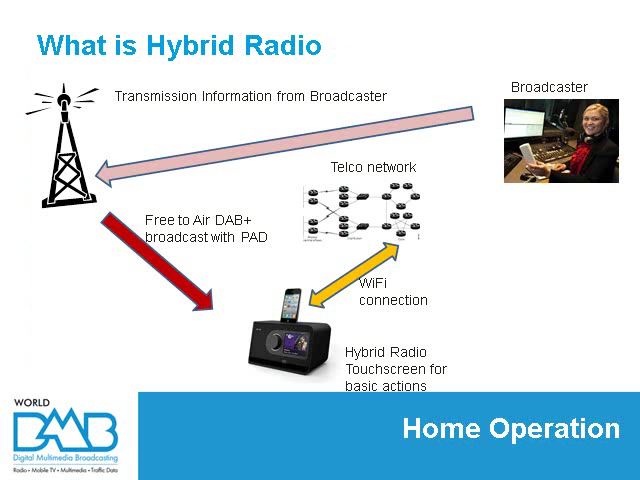 What is Hybrid Radio
Transmission Information from Broadcaster
Broadcaster
Telco network
Free to Air DAB+
broadcast with PAD
WiFi
connection
Hybrid Radio
Touchscreen for
basic actions
WORLD
DMB
Digital Multimedia Broadcasting
Radio • Mobile TV • Multimedia • Traffic Data
Home Operation